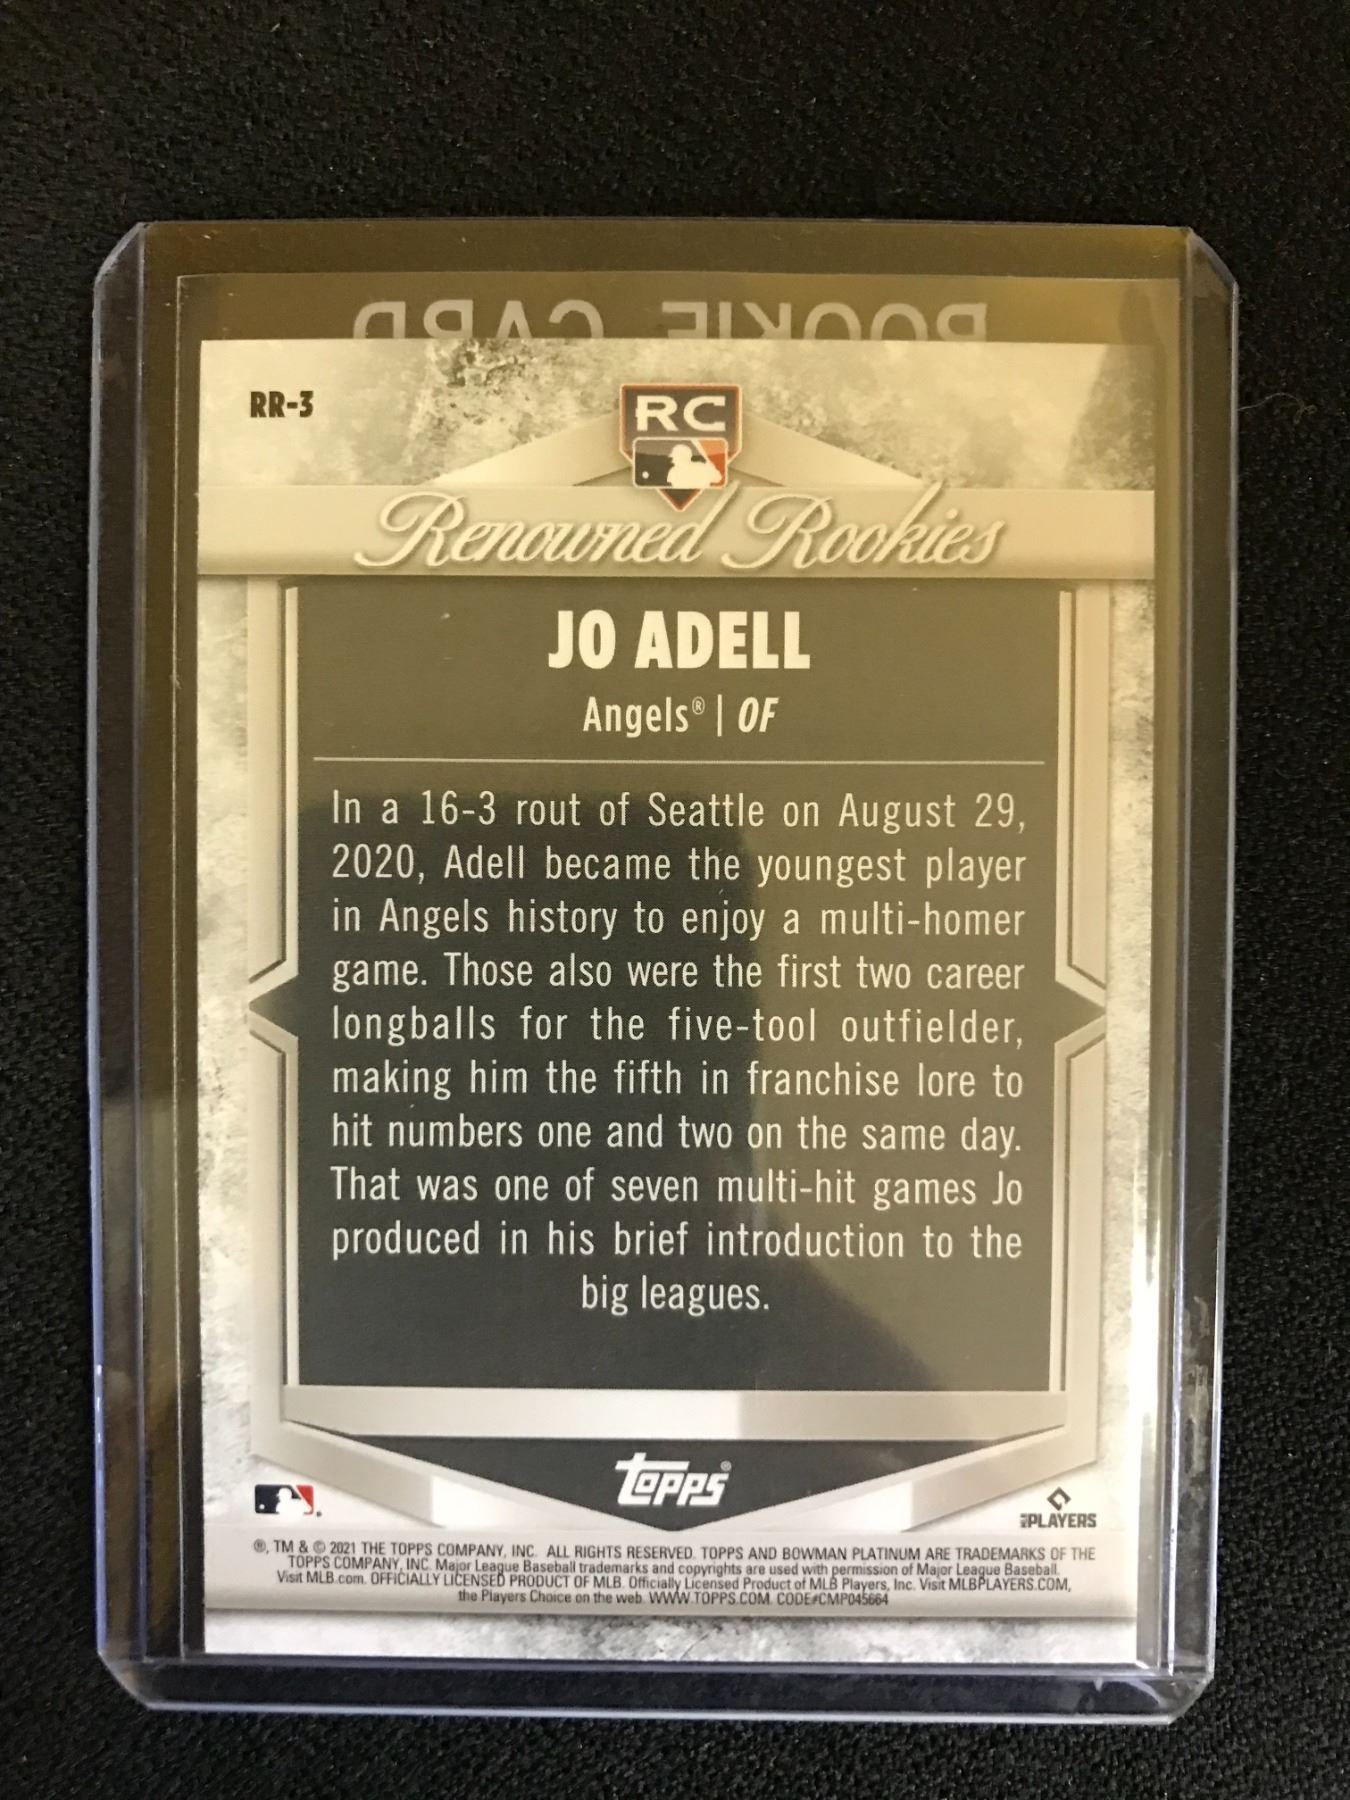 ROOKIE CARD
RR-3
RC
Renowned Rookies
JO ADELL
Angels® | OF
In a 16-3 rout of Seattle on August 29,
2020, Adell became the youngest player
in Angels history to enjoy a multi-homer
game. Those also were the first two career
longballs for the five-tool outfielder,
making him the fifth in franchise lore to
hit numbers one and two on the same day.
That was one of seven multi-hit games Jo
produced in his brief introduction to the
big leagues.
topps®
MLB PLAYERS
®, TM & © 2021 THE TOPPS COMPANY, INC. ALL RIGHTS RESERVED. TOPPS AND BOWMAN PLATINUM ARE TRADEMARKS OF THE
TOPPS COMPANY, INC. Major League Baseball trademarks and copyrights are used with permission of Major League Baseball.
Visit MLB.com. OFFICIALLY LICENSED PRODUCT OF MLB. Officially Licensed Product of MLB Players, Inc. Visit MLBPLAYERS.COM,
the Players Choice on the web. WWW.TOPPS.COM. CODE#CMP045664